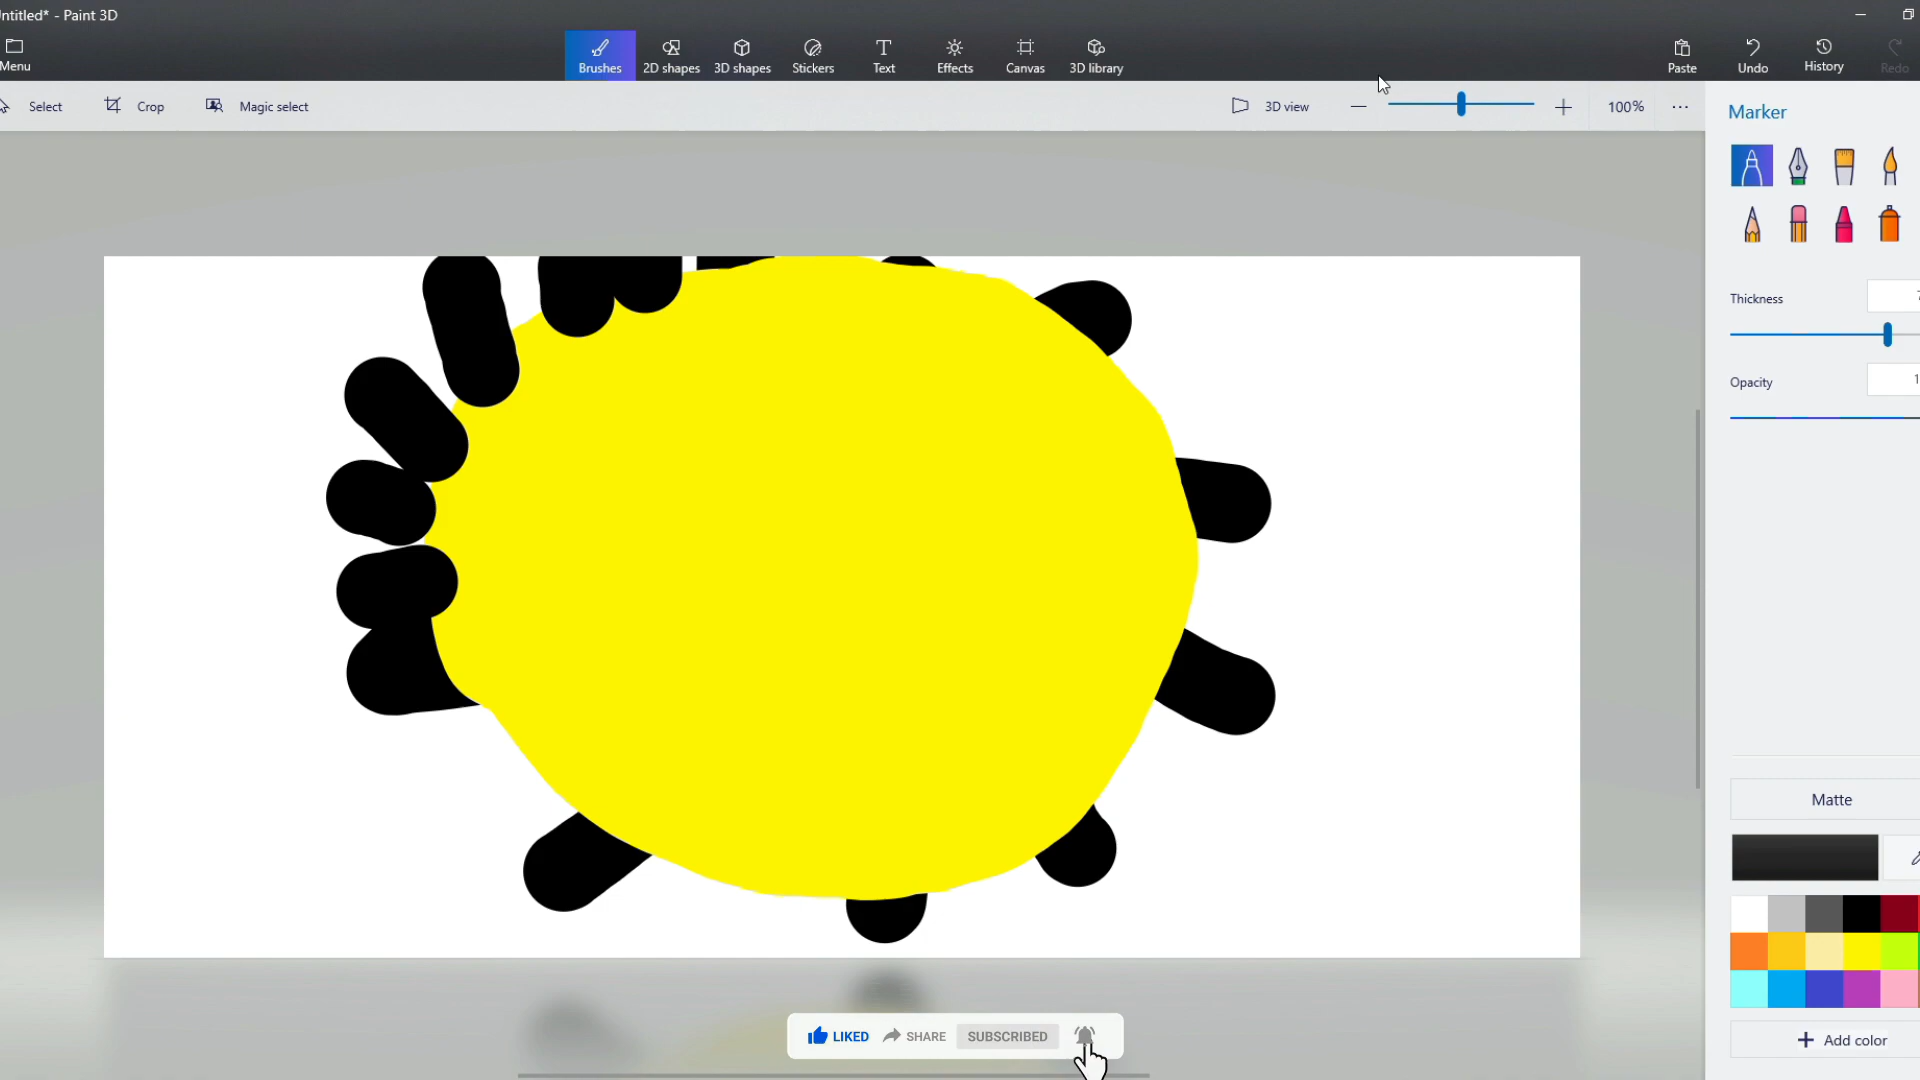 ntitled* - Paint 3D
Menu
Brushes
2D shapes
3D shapes
Stickers
Text
Effects
Canvas
3D library
Paste
Undo
History
Redo
Select
Crop
Magic select
3D view
100%
Marker
Thickness
Opacity
Matte
Add color
LIKED
SHARE
SUBSCRIBED